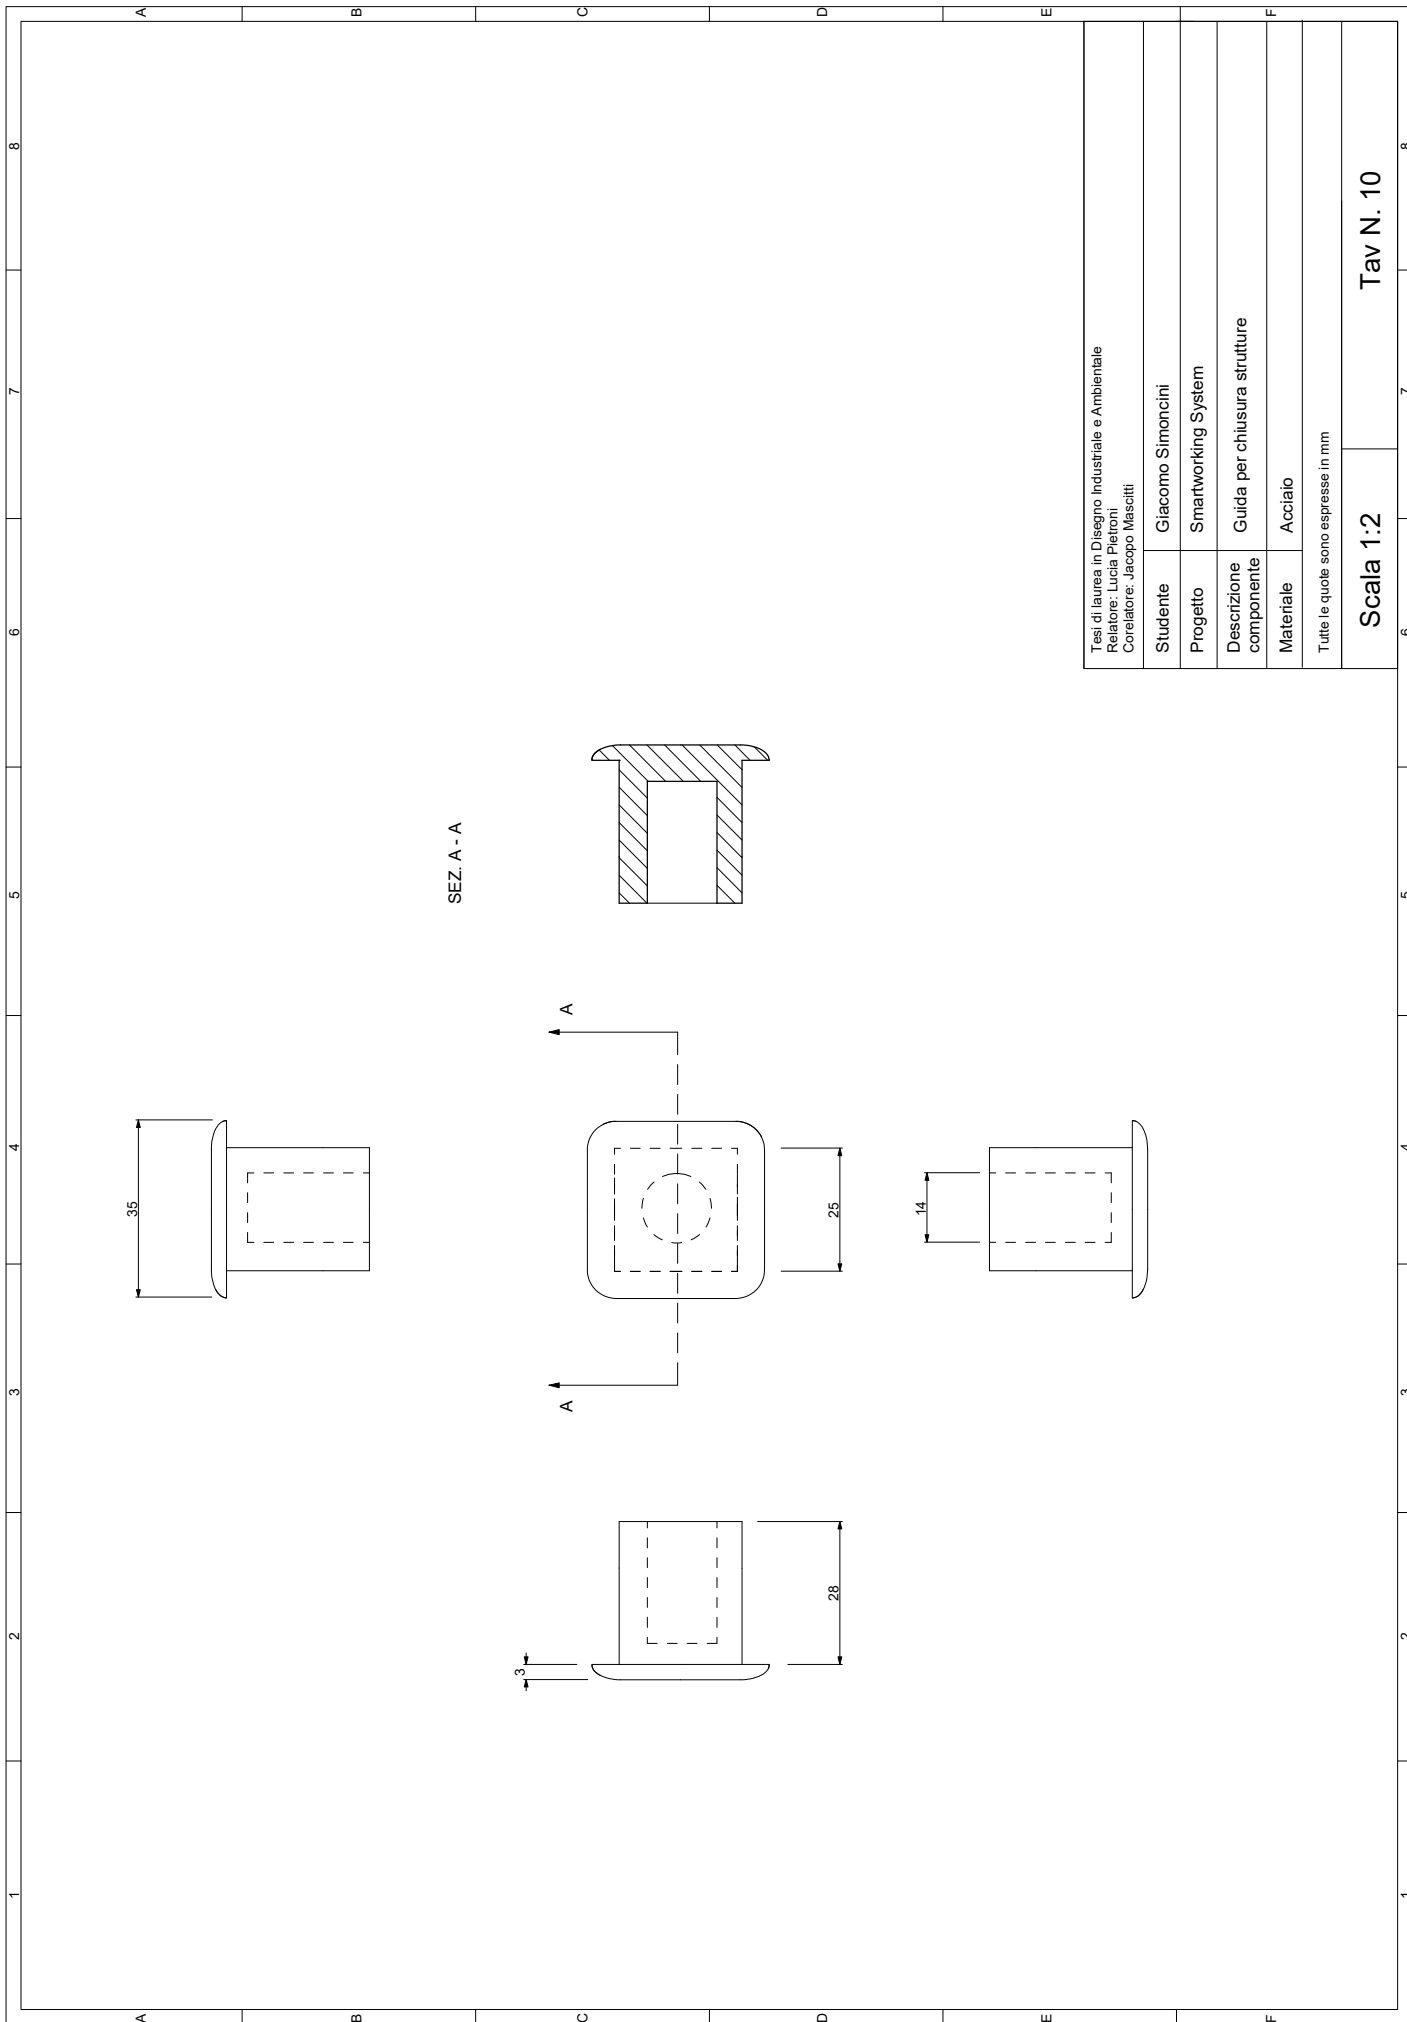 1 2 3 4 5 6 7 8
35
A A
B B
SEZ. A - A
3
A A
C C
D D
28 25
14
E E
Tesi di laurea in Disegno Industriale e Ambientale
Relatore: Lucia Pietroni
Corelatore: Jacopo Mascitti
Studente Giacomo Simoncini
Progetto Smartworking System
Descrizione
componente
Guida per chiusura strutture
F F
Materiale Acciaio
Tutte le quote sono espresse in mm
Scala 1:2 Tav N. 10
1 2 3 4 5 6 7 8